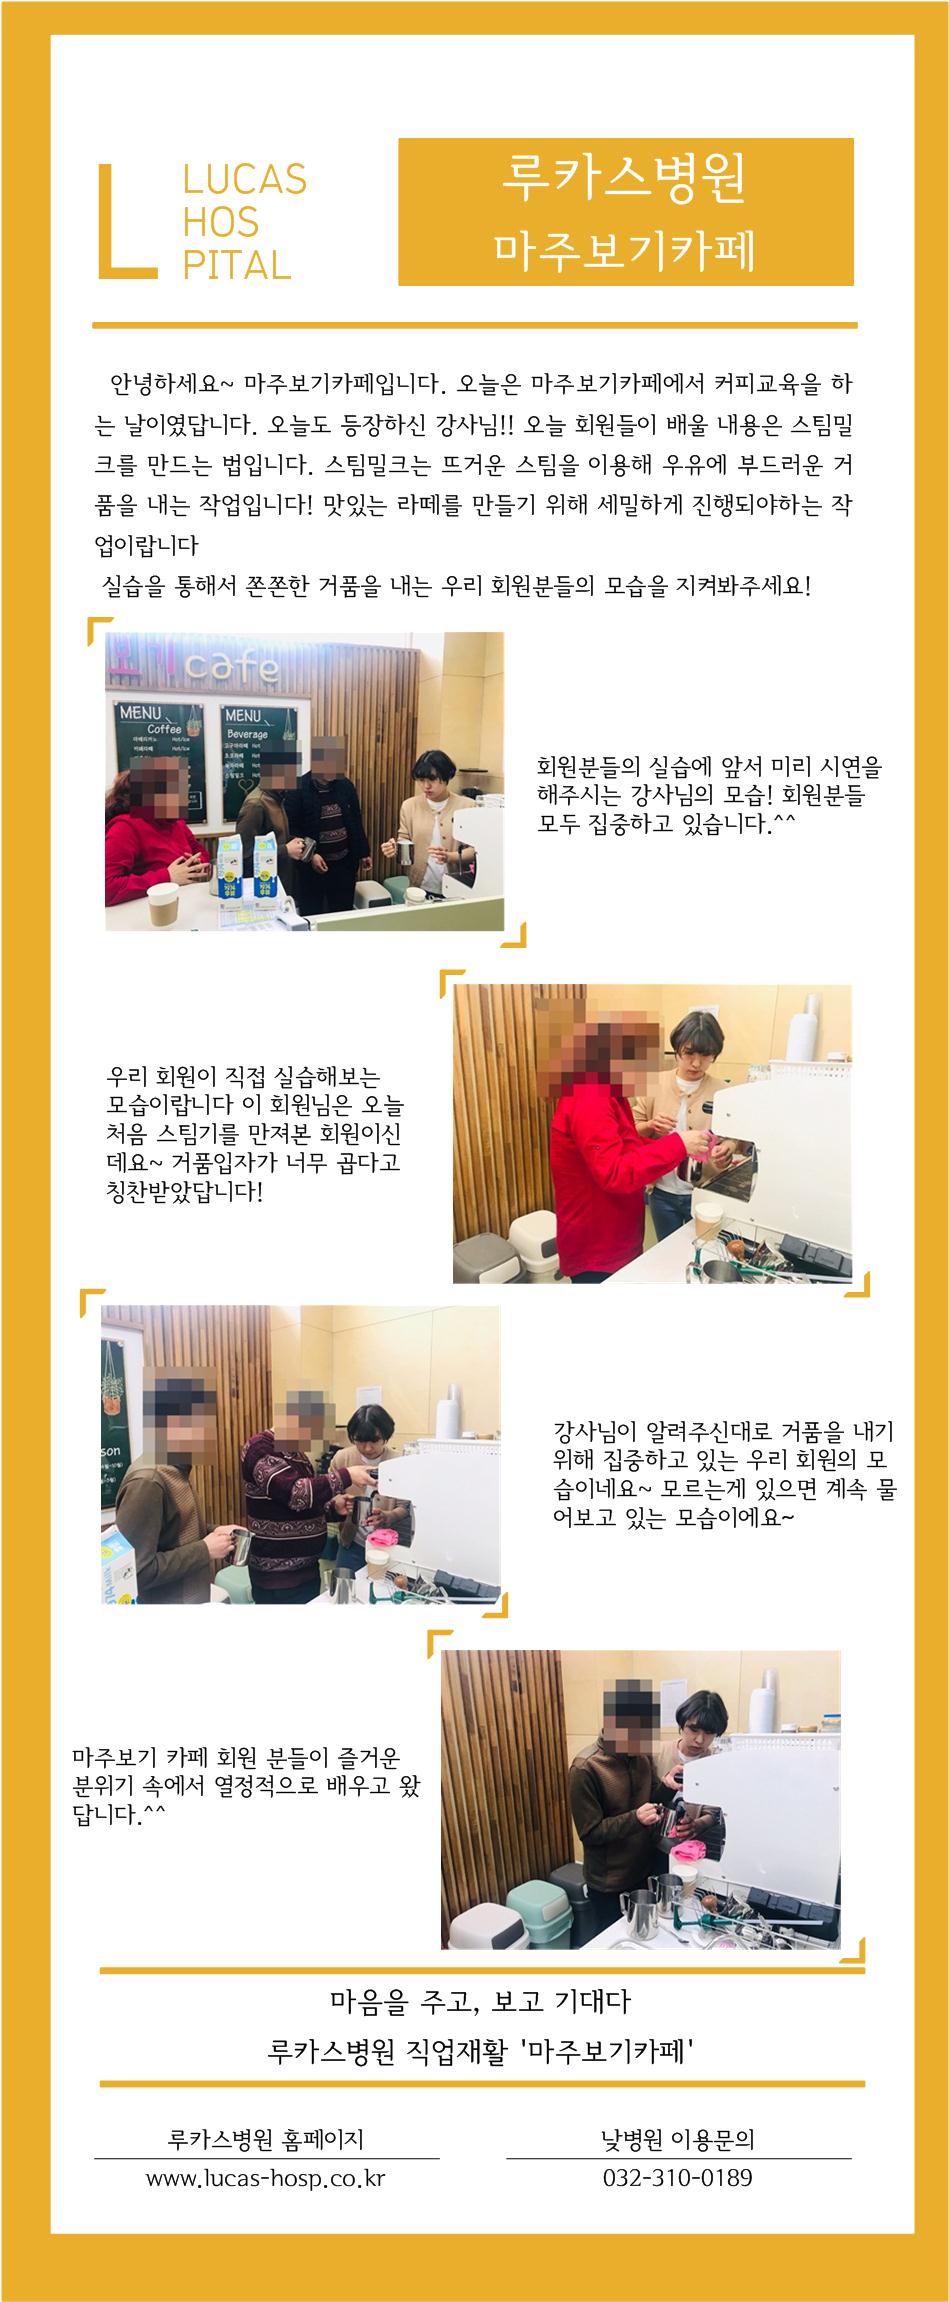 LUCAS
HOS
PITAL
루카스병원
마주보기카페
안녕하세요~ 마주보기카페입니다. 오늘은 마주보기카페에서 커피교육을 하
는 날이였답니다. 오늘도 등장하신 강사님!! 오늘 회원들이 배울 내용은 스팀밀
크를 만드는 법입니다. 스팀밀크는 뜨거운 스팀을 이용해 우유에 부드러운 거
품을 내는 작업입니다! 맛있는 라떼를 만들기 위해 세밀하게 진행되야하는 작
업이랍니다
실습을 통해서 쫀쫀한 거품을 내는 우리 회원분들의 모습을 지켜봐주세요!
보기 cafe
MENU
Coffee
MENU
Beverage
회원분들의 실습에 앞서 미리 시연을
해주시는 강사님의 모습! 회원분들
모두 집중하고 있습니다.^^
우리 회원이 직접 실습해보는
모습이랍니다 이 회원님은 오늘
처음 스팀기를 만져본 회원이신
데요~ 거품입자가 너무 곱다고
칭찬받았답니다!
son
강사님이 알려주신대로 거품을 내기
위해 집중하고 있는 우리 회원의 모
습이네요~ 모르는게 있으면 계속 물
어보고 있는 모습이에요~
마주보기 카페 회원 분들이 즐거운
분위기 속에서 열정적으로 배우고 왔
답니다.^^
마음을 주고, 보고 기대다
루카스병원 직업재활 '마주보기카페'
루카스병원 홈페이지
www.lucas-hosp.co.kr
낮병원 이용문의
032-310-0189